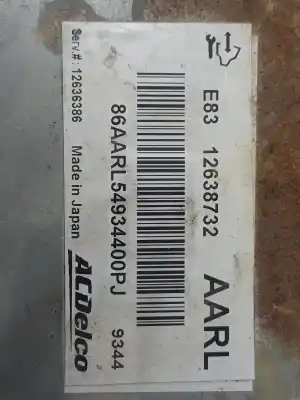 E83 12638732 AARL
86AARL54934400PJ 9344
Serv.#: 12636386 Made in Japan ACDelco